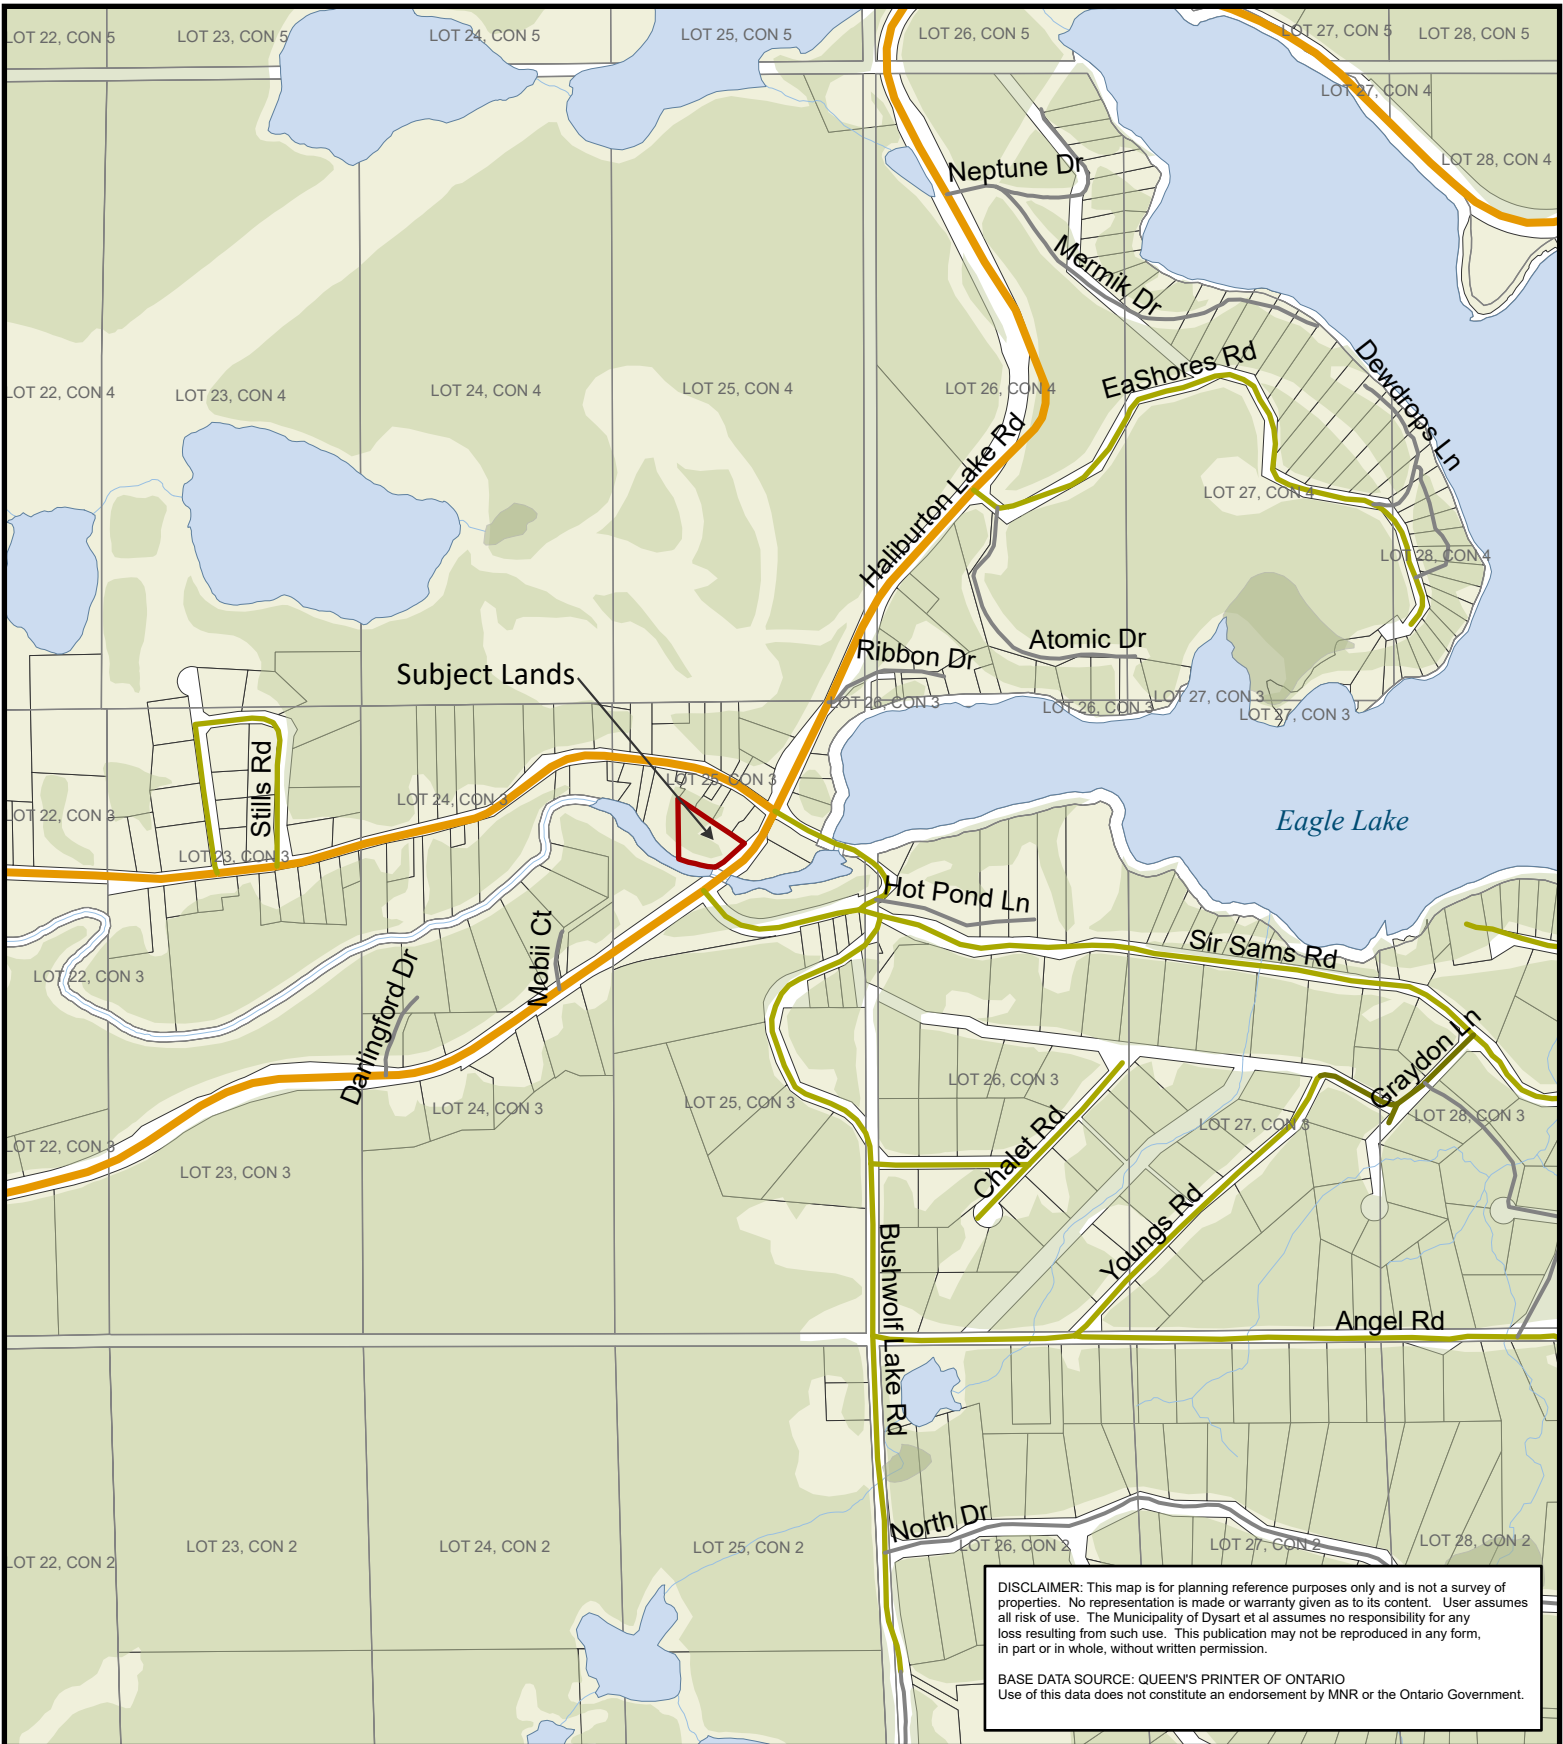 LOT 22, CON 5
LOT 23, CON 5
LOT 24, CON 5
LOT 25, CON 5
LOT 26, CON 5
LOT 27, CON 5
LOT 28, CON 5
LOT 27, CON 4
LOT 28, CON 4
Neptune Dr
Mermik Dr
EaShores Rd
Dewdrops Ln
LOT 22, CON 4
LOT 23, CON 4
LOT 24, CON 4
LOT 25, CON 4
LOT 26, CON 4
Haliburton Lake Rd
LOT 27, CON 4
LOT 28, CON 4
Atomic Dr
Ribbon Dr
Subject Lands
LOT 26, CON 3
LOT 26, CON 3
LOT 27, CON 3
LOT 27, CON 3
Stills Rd
LOT 25, CON 3
LOT 24, CON 3
LOT 22, CON 3
LOT 23, CON 3
Eagle Lake
Hot Pond Ln
Sir Sams Rd
Mobii Ct
Darlingford Dr
LOT 22, CON 3
Graydon Ln
LOT 26, CON 3
LOT 25, CON 3
LOT 24, CON 3
LOT 27, CON 3
LOT 28, CON 3
Chalet Rd
LOT 22, CON 3
LOT 23, CON 3
Youngs Rd
Bushwolf Lake Rd
Angel Rd
North Dr
LOT 22, CON 2
LOT 23, CON 2
LOT 24, CON 2
LOT 25, CON 2
LOT 26, CON 2
LOT 27, CON 2
LOT 28, CON 2
DISCLAIMER: This map is for planning reference purposes only and is not a survey of
properties. No representation is made or warranty given as to its content. User assumes
all risk of use. The Municipality of Dysart et al assumes no responsibility for any
loss resulting from such use. This publication may not be reproduced in any form,
in part or in whole, without written permission.
BASE DATA SOURCE: QUEEN'S PRINTER OF ONTARIO
Use of this data does not constitute an endorsement by MNR or the Ontario Government.